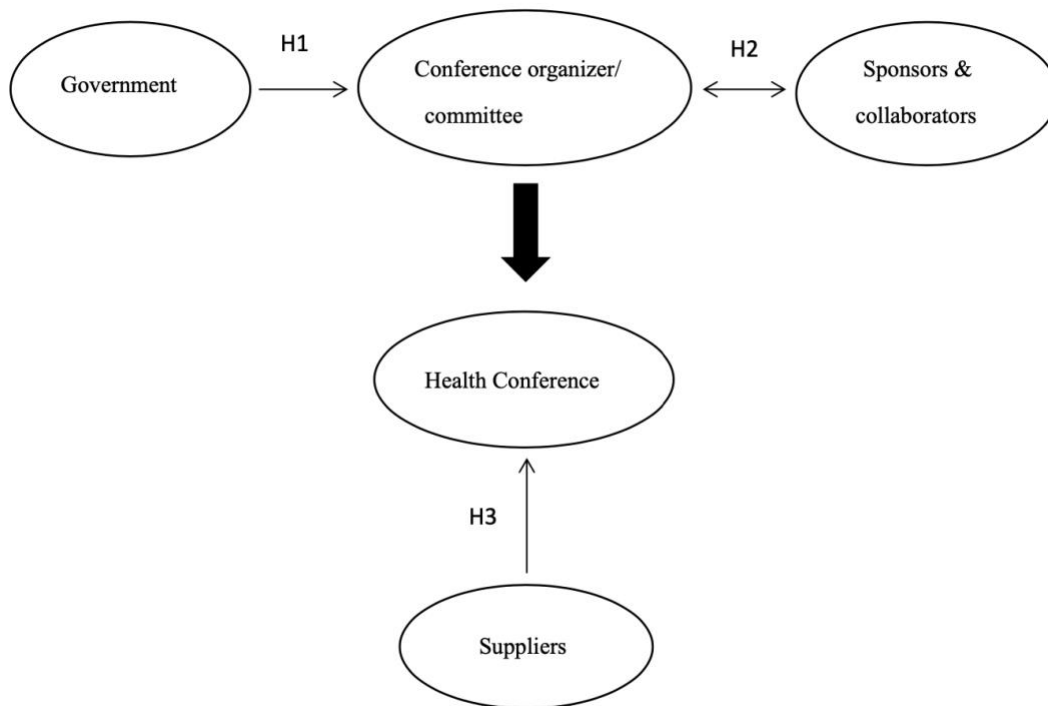 H1
H2
Government
Conference organizer/
committee
Sponsors &
collaborators
Health Conference
H3
Suppliers